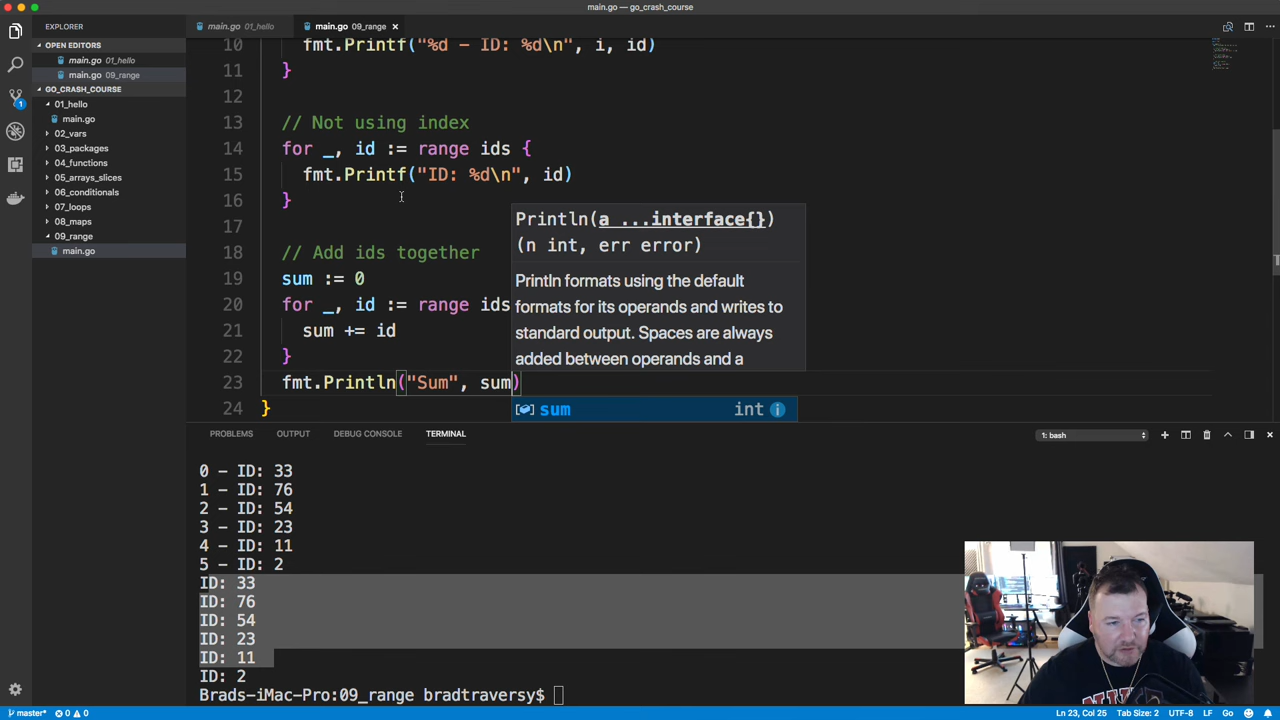 main.go — go_crash_course
EXPLORER
main.go 01_hello
main.go 09_range
OPEN EDITORS
main.go 01_hello
main.go 09_range
GO_CRASH_COURSE
01_hello
main.go
02_vars
03_packages
04_functions
05_arrays_slices
06_conditionals
07_loops
08_maps
09_range
main.go
1
10 fmt.Printf("%d – ID: %d\n", i, id)
11 }
12
13 // Not using index
14 for _, id := range ids {
15 fmt.Printf("ID: %d\n", id)
16 }
17
18 // Add ids together
19 sum := 0
20 for _, id := range ids
21 sum += id
22 }
23 fmt.Println("Sum", sum)
24 }
Println(a ...interface{})
(n int, err error)
Println formats using the default
formats for its operands and writes to
standard output. Spaces are always
added between operands and a
sum int
PROBLEMS OUTPUT DEBUG CONSOLE TERMINAL
1: bash
0 – ID: 33
1 – ID: 76
2 – ID: 54
3 – ID: 23
4 – ID: 11
5 – ID: 2
ID: 33
ID: 76
ID: 54
ID: 23
ID: 11
ID: 2
Brads-iMac-Pro:09_range bradtraversy$
master* 0 0
Ln 23, Col 25 Tab Size: 2 UTF-8 LF Go